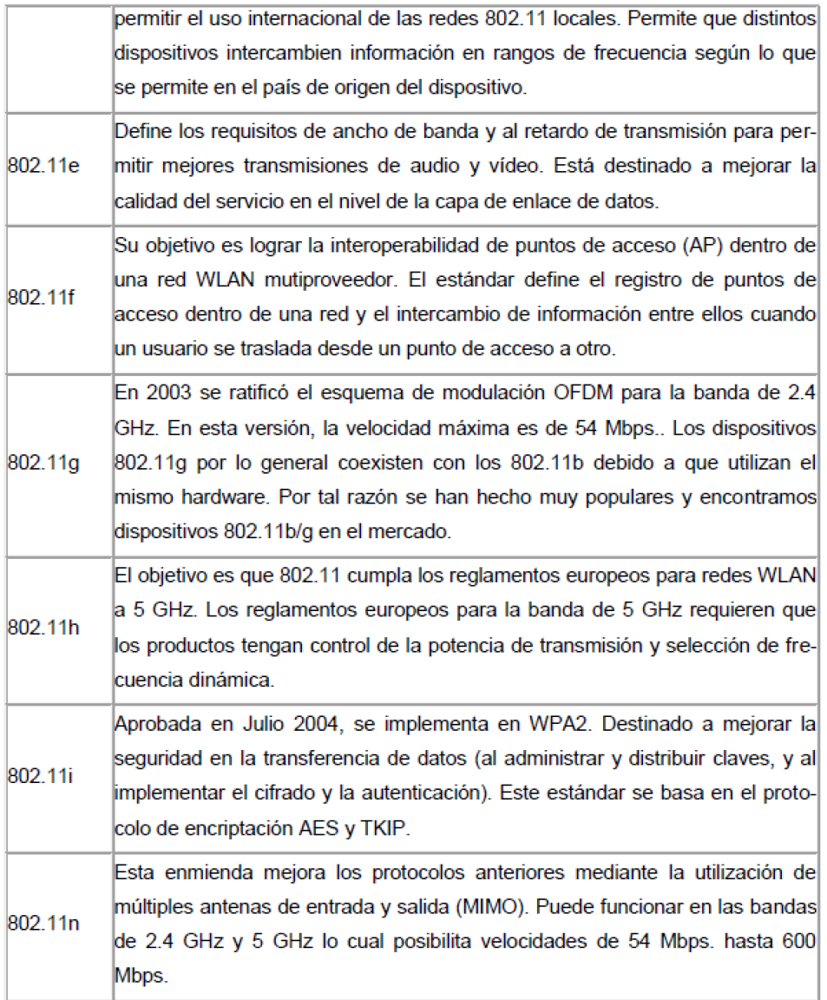 permitir el uso internacional de las redes 802.11 locales. Permite que distintos
dispositivos intercambien información en rangos de frecuencia según lo que
se permite en el país de origen del dispositivo.
802.11e
Define los requisitos de ancho de banda y al retardo de transmisión para per-
mitir mejores transmisiones de audio y vídeo. Está destinado a mejorar la
calidad del servicio en el nivel de la capa de enlace de datos.
802.11f
Su objetivo es lograr la interoperabilidad de puntos de acceso (AP) dentro de
una red WLAN mutiproveedor. El estándar define el registro de puntos de
acceso dentro de una red y el intercambio de información entre ellos cuando
un usuario se traslada desde un punto de acceso a otro.
802.11g
En 2003 se ratificó el esquema de modulación OFDM para la banda de 2.4
GHz. En esta versión, la velocidad máxima es de 54 Mbps.. Los dispositivos
802.11g por lo general coexisten con los 802.11b debido a que utilizan el
mismo hardware. Por tal razón se han hecho muy populares y encontramos
dispositivos 802.11b/g en el mercado.
802.11h
El objetivo es que 802.11 cumpla los reglamentos europeos para redes WLAN
a 5 GHz. Los reglamentos europeos para la banda de 5 GHz requieren que
los productos tengan control de la potencia de transmisión y selección de fre-
cuencia dinámica.
802.11i
Aprobada en Julio 2004, se implementa en WPA2. Destinado a mejorar la
seguridad en la transferencia de datos (al administrar y distribuir claves, y al
implementar el cifrado y la autenticación). Este estándar se basa en el proto-
colo de encriptación AES y TKIP.
802.11n
Esta enmienda mejora los protocolos anteriores mediante la utilización de
múltiples antenas de entrada y salida (MIMO). Puede funcionar en las bandas
de 2.4 GHz y 5 GHz lo cual posibilita velocidades de 54 Mbps. hasta 600
Mbps.